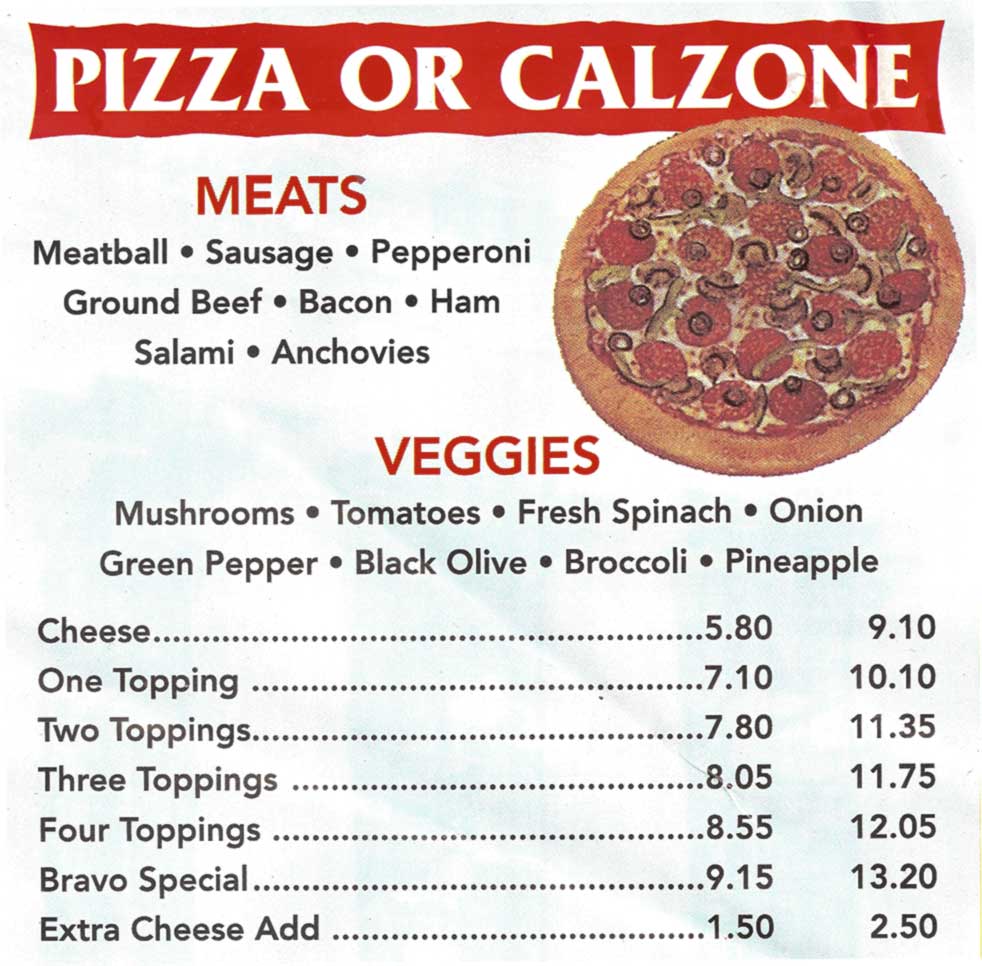 PIZZA OR CALZONE
MEATS
Meatball • Sausage • Pepperoni
Ground Beef • Bacon • Ham
Salami • Anchovies
VEGGIES
Mushrooms • Tomatoes • Fresh Spinach • Onion
Green Pepper • Black Olive • Broccoli • Pineapple
Cheese..................................................5.80 9.10
One Topping .........................................7.10 10.10
Two Toppings.........................................7.80 11.35
Three Toppings .....................................8.05 11.75
Four Toppings .......................................8.55 12.05
Bravo Special.........................................9.15 13.20
Extra Cheese Add ..................................1.50 2.50